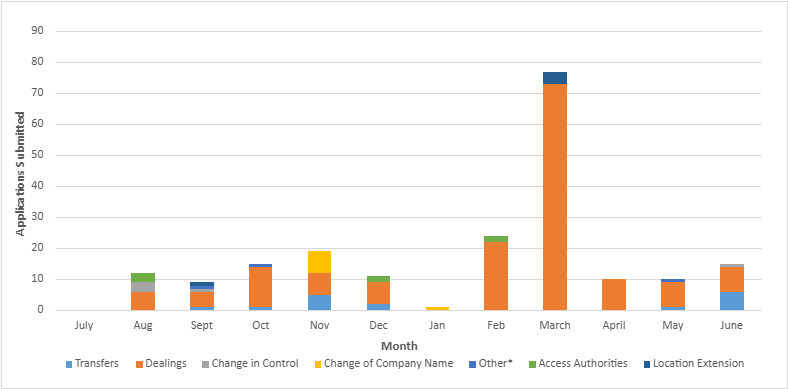 90
80
70
60
50
40
30
20
10
0
Applications Submitted
July Aug Sept Oct Nov Dec Jan Feb March April May June
Month
Transfers Dealings Change in Control Change of Company Name Other* Access Authorities Location Extension